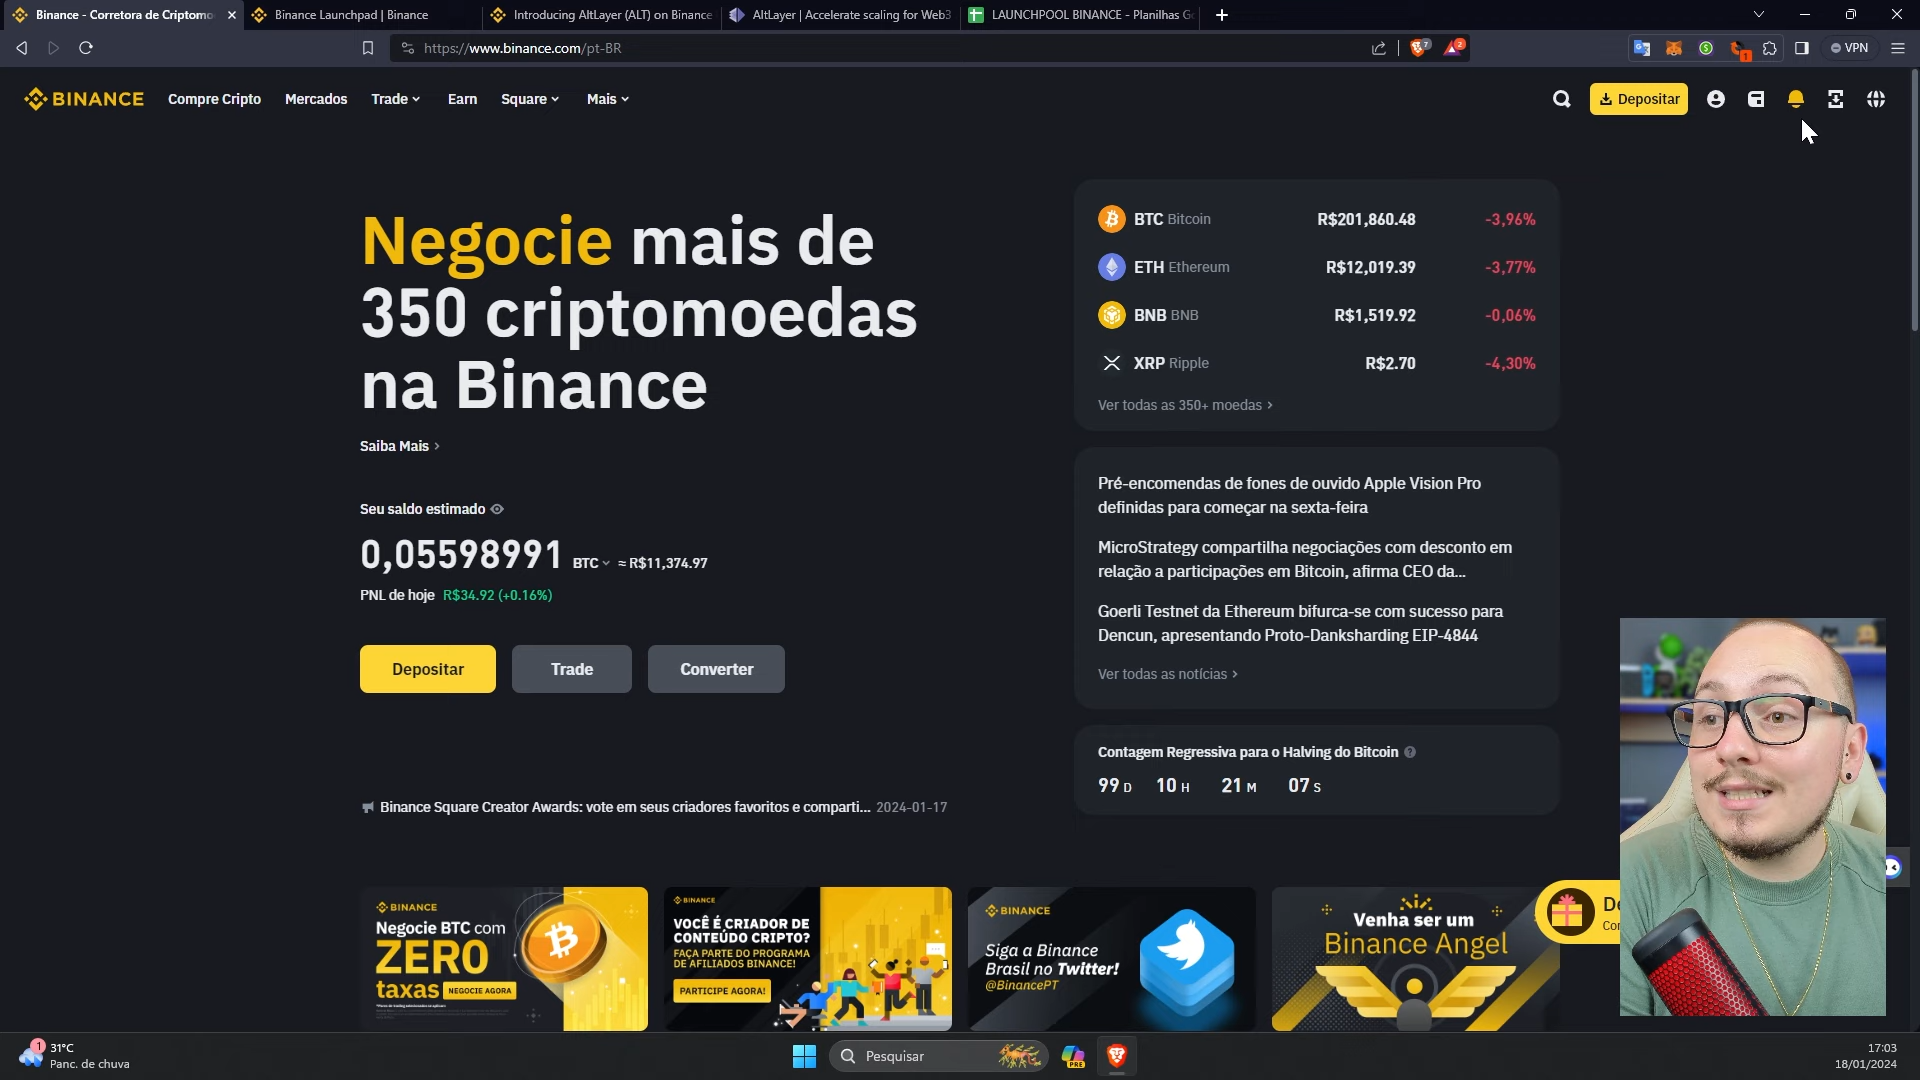 Binance - Corretora de Criptomo
Binance Launchpad | Binance
Introducing AltLayer (ALT) on Binance
AltLayer | Accelerate scaling for Web3
LAUNCHPOOL BINANCE - Planilhas Go
https://www.binance.com/pt-BR
7
2
1
VPN
BINANCE
Compre Cripto
Mercados
Trade
Earn
Square
Mais
Depositar
Negocie mais de
350 criptomoedas
na Binance
Saiba Mais
Seu saldo estimado
0,05598991 BTC ≈ R$11,374.97
PNL de hoje R$34.92 (+0.16%)
Depositar
Trade
Converter
Binance Square Creator Awards: vote em seus criadores favoritos e comparti... 2024-01-17
BTC Bitcoin R$201,860.48 -3,96%
ETH Ethereum R$12,019.39 -3,77%
BNB BNB R$1,519.92 -0,06%
XRP Ripple R$2.70 -4,30%
Ver todas as 350+ moedas
Pré-encomendas de fones de ouvido Apple Vision Pro
definidas para começar na sexta-feira
MicroStrategy compartilha negociações com desconto em
relação a participações em Bitcoin, afirma CEO da...
Goerli Testnet da Ethereum bifurca-se com sucesso para
Dencun, apresentando Proto-Danksharding EIP-4844
Ver todas as notícias
Contagem Regressiva para o Halving do Bitcoin
99 D 10 H 21 M 07 S
BINANCE
Negocie BTC com
ZERO
taxas
NEGOCIE AGORA
BINANCE
VOCÊ É CRIADOR DE
CONTEÚDO CRIPTO?
FAÇA PARTE DO PROGRAMA
DE AFILIADOS BINANCE!
PARTICIPE AGORA!
BINANCE
Siga a Binance
Brasil no Twitter!
@BinancePT
Venha ser um
Binance Angel
De
Cor
1
31°C
Panc. de chuva
Pesquisar
PRE
17:03
18/01/2024